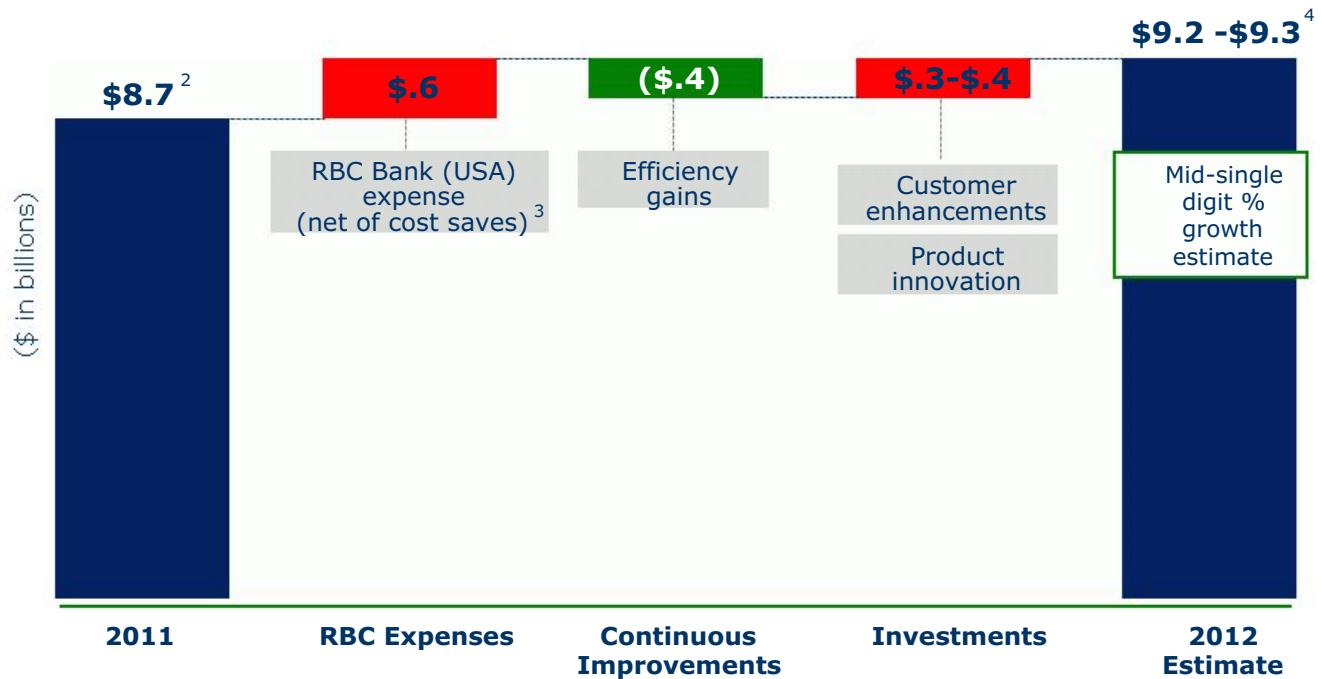 $9.2 -$9.3 4
$8.7 2
$.6
($.4)
$.3-$.4
RBC Bank (USA)
expense
(net of cost saves) 3
Efficiency
gains
Customer
enhancements
Product
innovation
Mid-single
digit %
growth
estimate
($ in billions)
2011
RBC Expenses
Continuous
Improvements
Investments
2012
Estimate